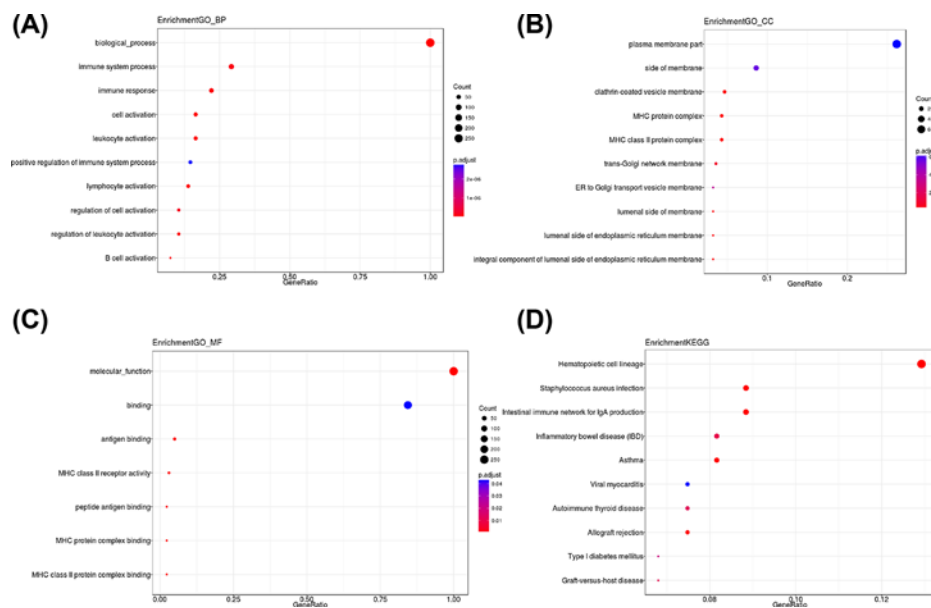 (A)
EnrichmentGO_BP
biological_process
immune system process
immune response
cell activation
leukocyte activation
positive regulation of immune system process
lymphocyte activation
regulation of cell activation
regulation of leukocyte activation
B cell activation
0.00
0.25
0.50
0.75
1.00
GeneRatio
Count
50
100
150
200
250
p.adjust
2e-06
1e-06
(B)
EnrichmentGO_CC
plasma membrane part
side of membrane
clathrin-coated vesicle membrane
MHC protein complex
MHC class II protein complex
trans-Golgi network membrane
ER to Golgi transport vesicle membrane
lumenal side of membrane
lumenal side of endoplasmic reticulum membrane
integral component of lumenal side of endoplasmic reticulum membrane
0.1
0.2
GeneRatio
Count
p.adjust
(C)
EnrichmentGO_MF
molecular_function
binding
antigen binding
MHC class II receptor activity
peptide antigen binding
MHC protein complex binding
MHC class II protein complex binding
0.00
0.25
0.50
0.75
1.00
GeneRatio
Count
50
100
150
200
250
p.adjust
0.04
0.03
0.02
0.01
(D)
EnrichmentKEGG
Hematopoietic cell lineage
Staphylococcus aureus infection
Intestinal immune network for IgA production
Inflammatory bowel disease (IBD)
Asthma
Viral myocarditis
Autoimmune thyroid disease
Allograft rejection
Type I diabetes mellitus
Graft-versus-host disease
0.08
0.10
0.12
GeneRatio